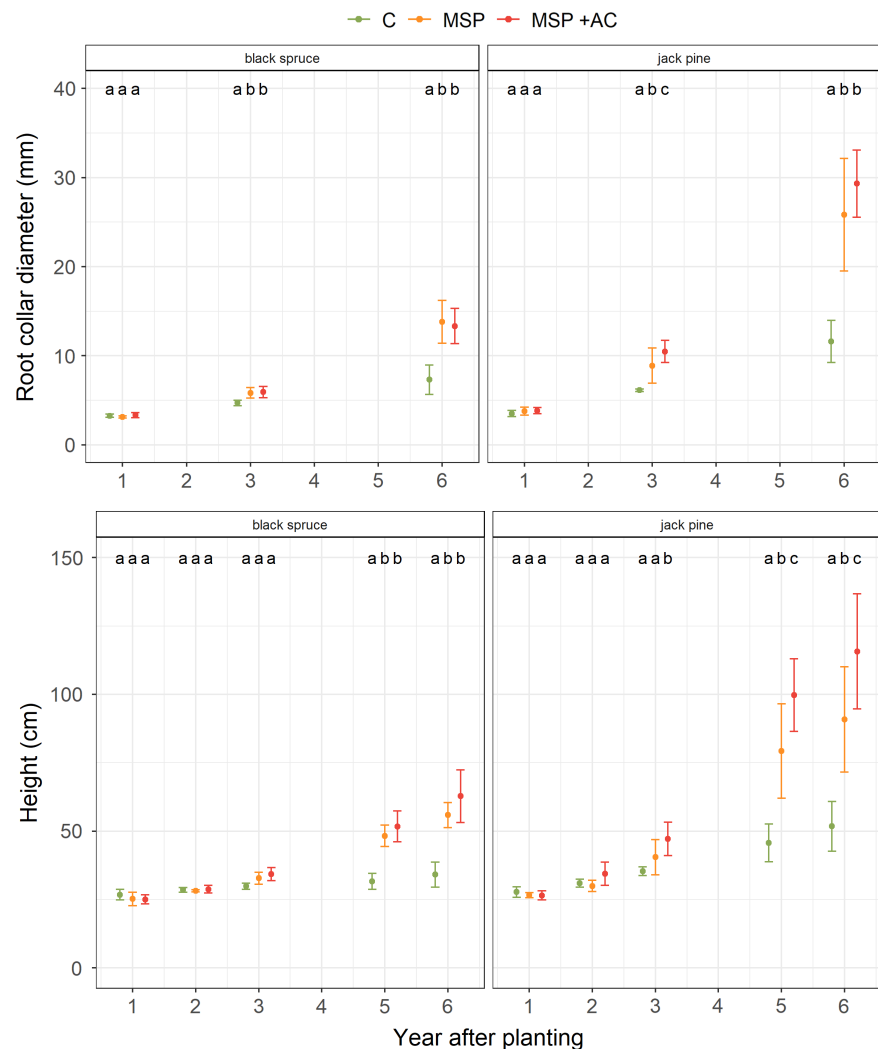 C MSP MSP +AC
black spruce jack pine
40 a a a a b b a b b a a a a b c a b b
30
20
10
0
Root collar diameter (mm)
1 2 3 4 5 6 1 2 3 4 5 6
black spruce jack pine
150 a a a a a a a a a a b b a b b a a a a a a a a b a b c a b c
100
50
0
Height (cm)
1 2 3 4 5 6 1 2 3 4 5 6
Year after planting